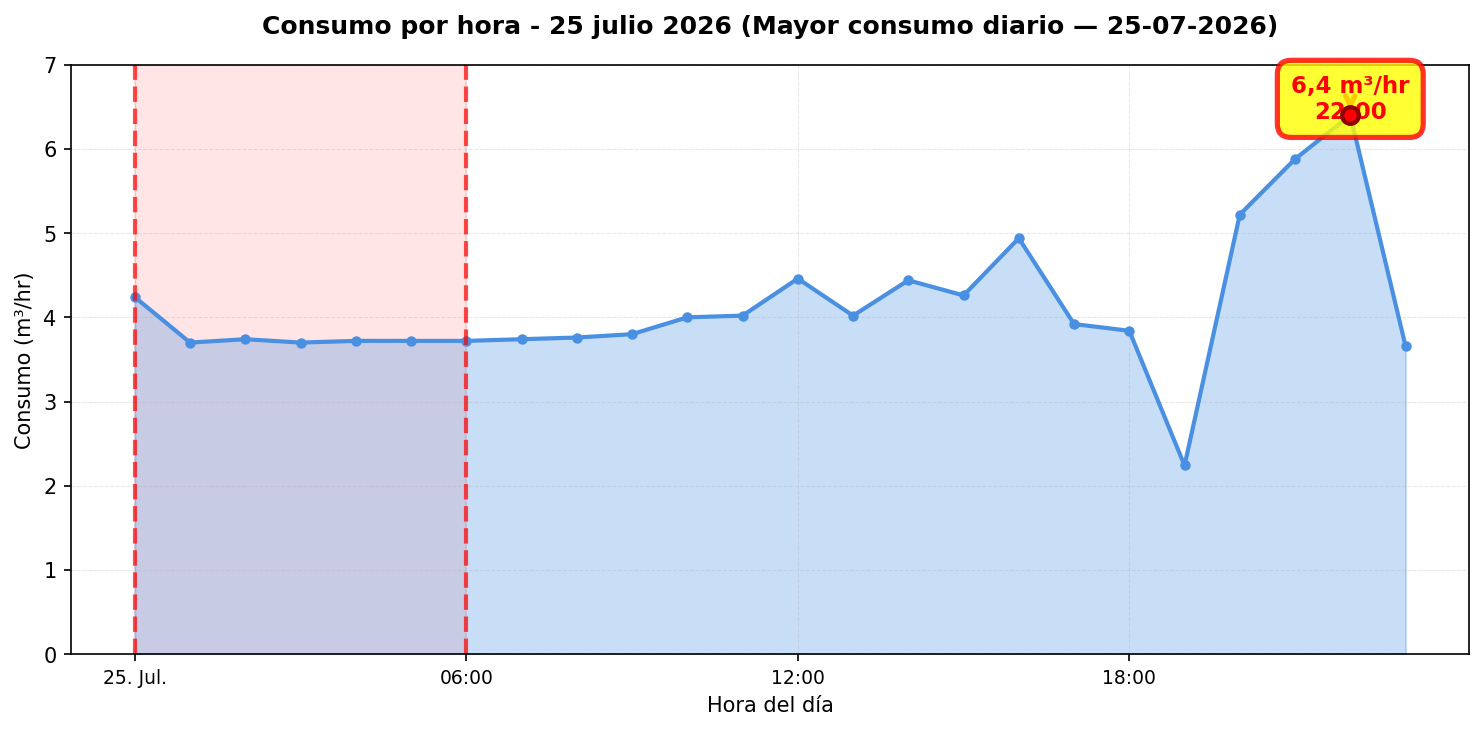 Consumo por hora - 25 julio 2026 (Mayor consumo diario — 25-07-2026)
6,4 m³/hr
22:00
Consumo (m³/hr)
7
6
5
4
3
2
1
0
25. Jul.
06:00
12:00
18:00
Hora del día